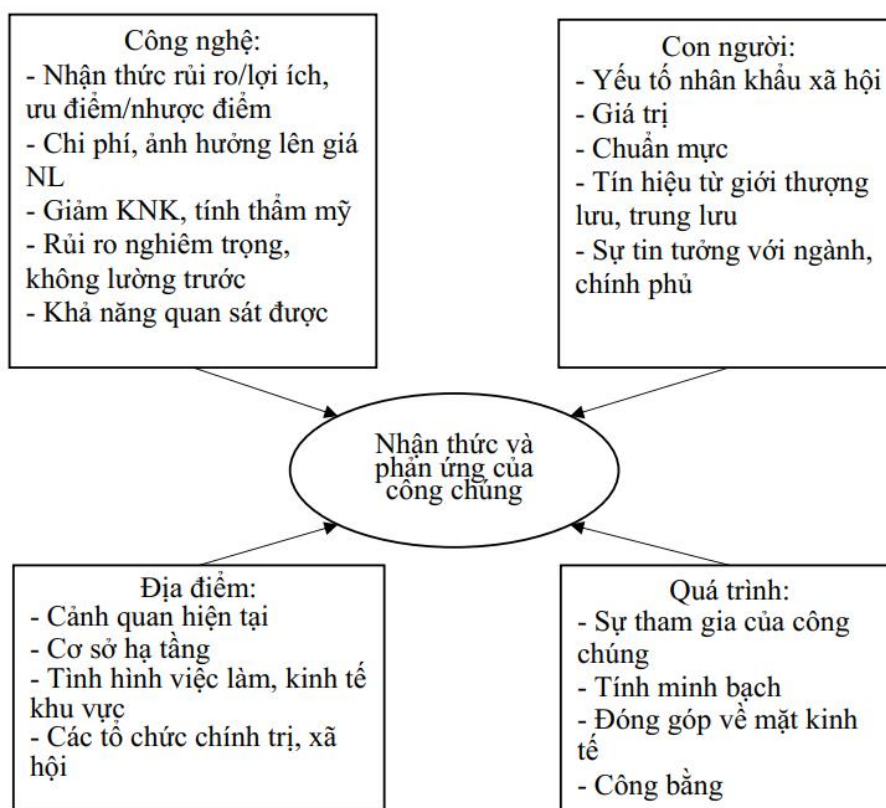 Công nghệ:
- Nhận thức rủi ro/lợi ích,
ưu điểm/nhược điểm
- Chi phí, ảnh hưởng lên giá
NL
- Giảm KNK, tính thẩm mỹ
- Rủi ro nghiêm trọng,
không lường trước
- Khả năng quan sát được
Con người:
- Yếu tố nhân khẩu xã hội
- Giá trị
- Chuẩn mực
- Tín hiệu từ giới thượng
lưu, trung lưu
- Sự tin tưởng với ngành,
chính phủ
Nhận thức và
phản ứng của
công chúng
Địa điểm:
- Cảnh quan hiện tại
- Cơ sở hạ tầng
- Tình hình việc làm, kinh tế
khu vực
- Các tổ chức chính trị, xã
hội
Quá trình:
- Sự tham gia của công
chúng
- Tính minh bạch
- Đóng góp về mặt kinh
tế
- Công bằng